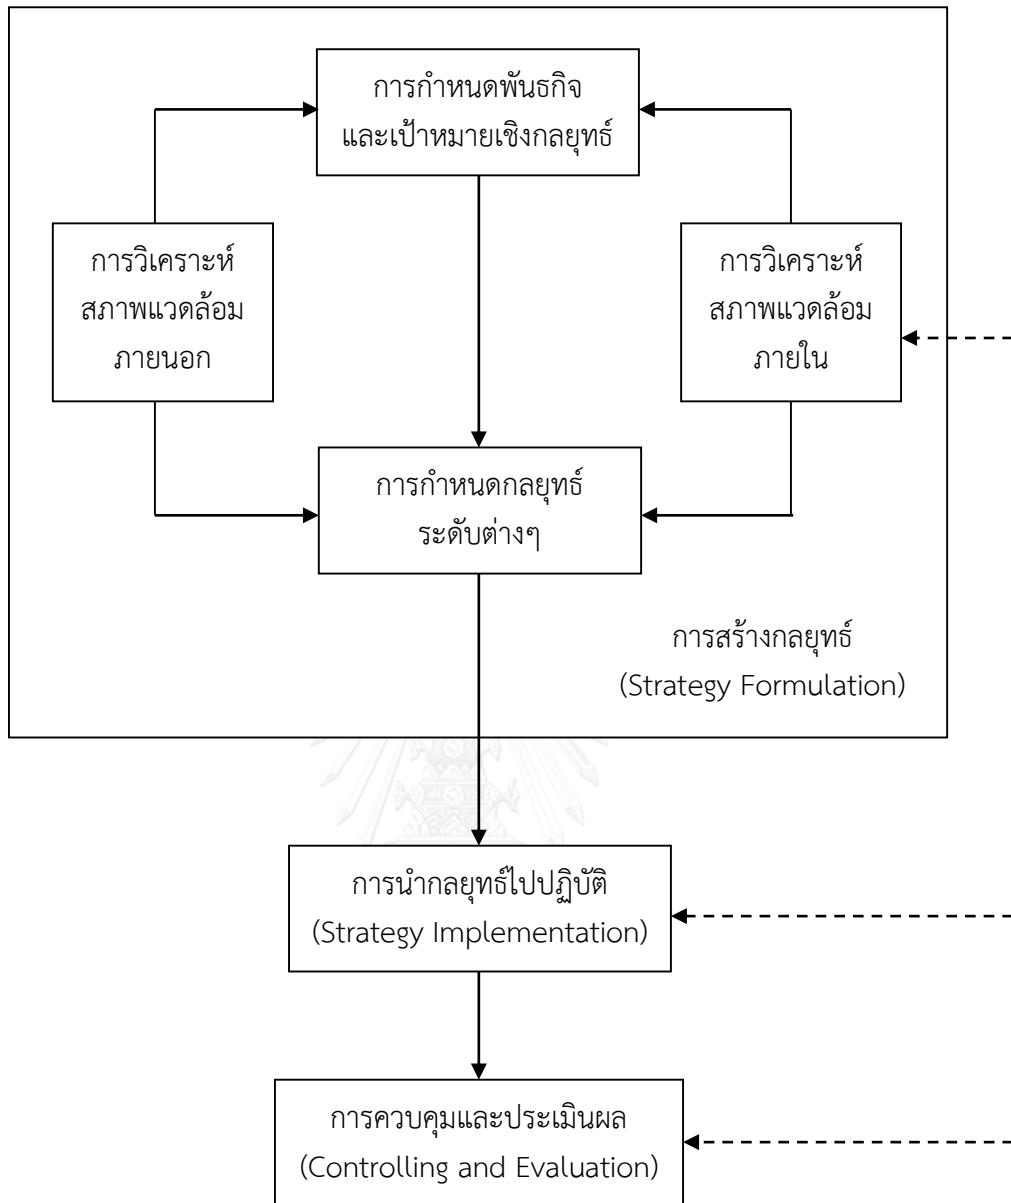 การกำหนดพันธกิจ
และเป้าหมายเชิงกลยุทธ์
การวิเคราะห์
สภาพแวดล้อม
ภายนอก
การวิเคราะห์
สภาพแวดล้อม
ภายใน
การกำหนดกลยุทธ์
ระดับต่างๆ
การสร้างกลยุทธ์
(Strategy Formulation)
การนำกลยุทธ์ไปปฏิบัติ
(Strategy Implementation)
การควบคุมและประเมินผล
(Controlling and Evaluation)